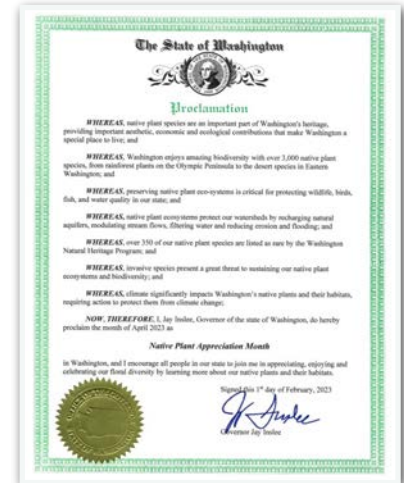 The State of Washington
Proclamation
WHEREAS, native plant species are an important part of Washington's heritage,
providing important aesthetic, economic and ecological contributions that make Washington a
special place to live; and
WHEREAS, Washington enjoys amazing biodiversity with over 3,000 native plant
species, from rainforest plants on the Olympic Peninsula to the desert species in Eastern
Washington; and
WHEREAS, preserving native plant eco-systems is critical for protecting wildlife, birds,
fish, and water quality in our state; and
WHEREAS, native plant ecosystems protect our watersheds by recharging natural
aquifers, modulating stream flows, filtering water and reducing erosion and flooding; and
WHEREAS, over 350 of our native plant species are listed as rare by the Washington
Natural Heritage Program; and
WHEREAS, invasive species present a great threat to sustaining our native plant
ecosystems and biodiversity; and
WHEREAS, climate significantly impacts Washington's native plants and their habitats,
requiring action to protect them from climate change;
NOW, THEREFORE, I, Jay Inslee, Governor of the state of Washington, do hereby
proclaim the month of April 2023 as
Native Plant Appreciation Month
in Washington, and I encourage all people in our state to join me in appreciating, enjoying and
celebrating our floral diversity by learning more about our native plants and their habitats.
Signed this 1st day of February, 2023
Jay Inslee
Governor Jay Inslee